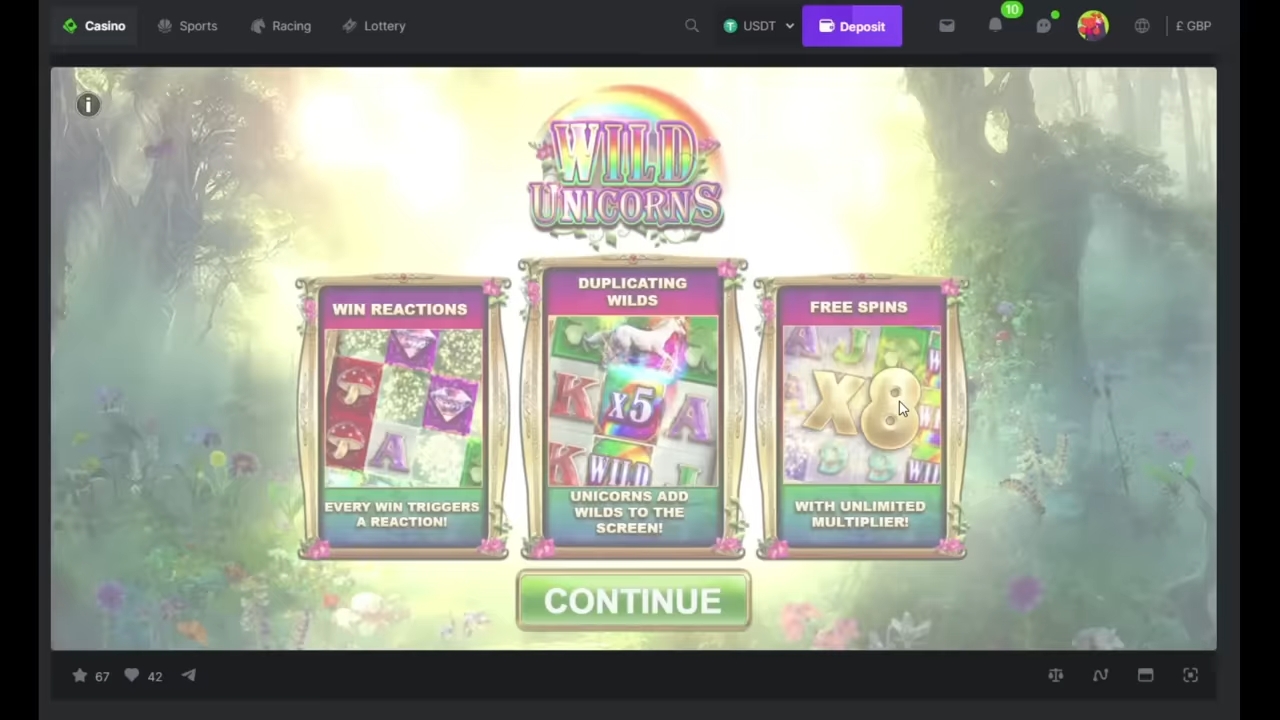 Casino
Sports
Racing
Lottery
USDT
Deposit
10
£ GBP
i
WILD
UNICORNS
WIN REACTIONS
A
EVERY WIN TRIGGERS
A REACTION!
DUPLICATING
WILDS
K
x5
A
K
WILD
J
UNICORNS ADD
WILDS TO THE
SCREEN!
FREE SPINS
A
J
X8
WITH UNLIMITED
MULTIPLIER!
CONTINUE
67
42